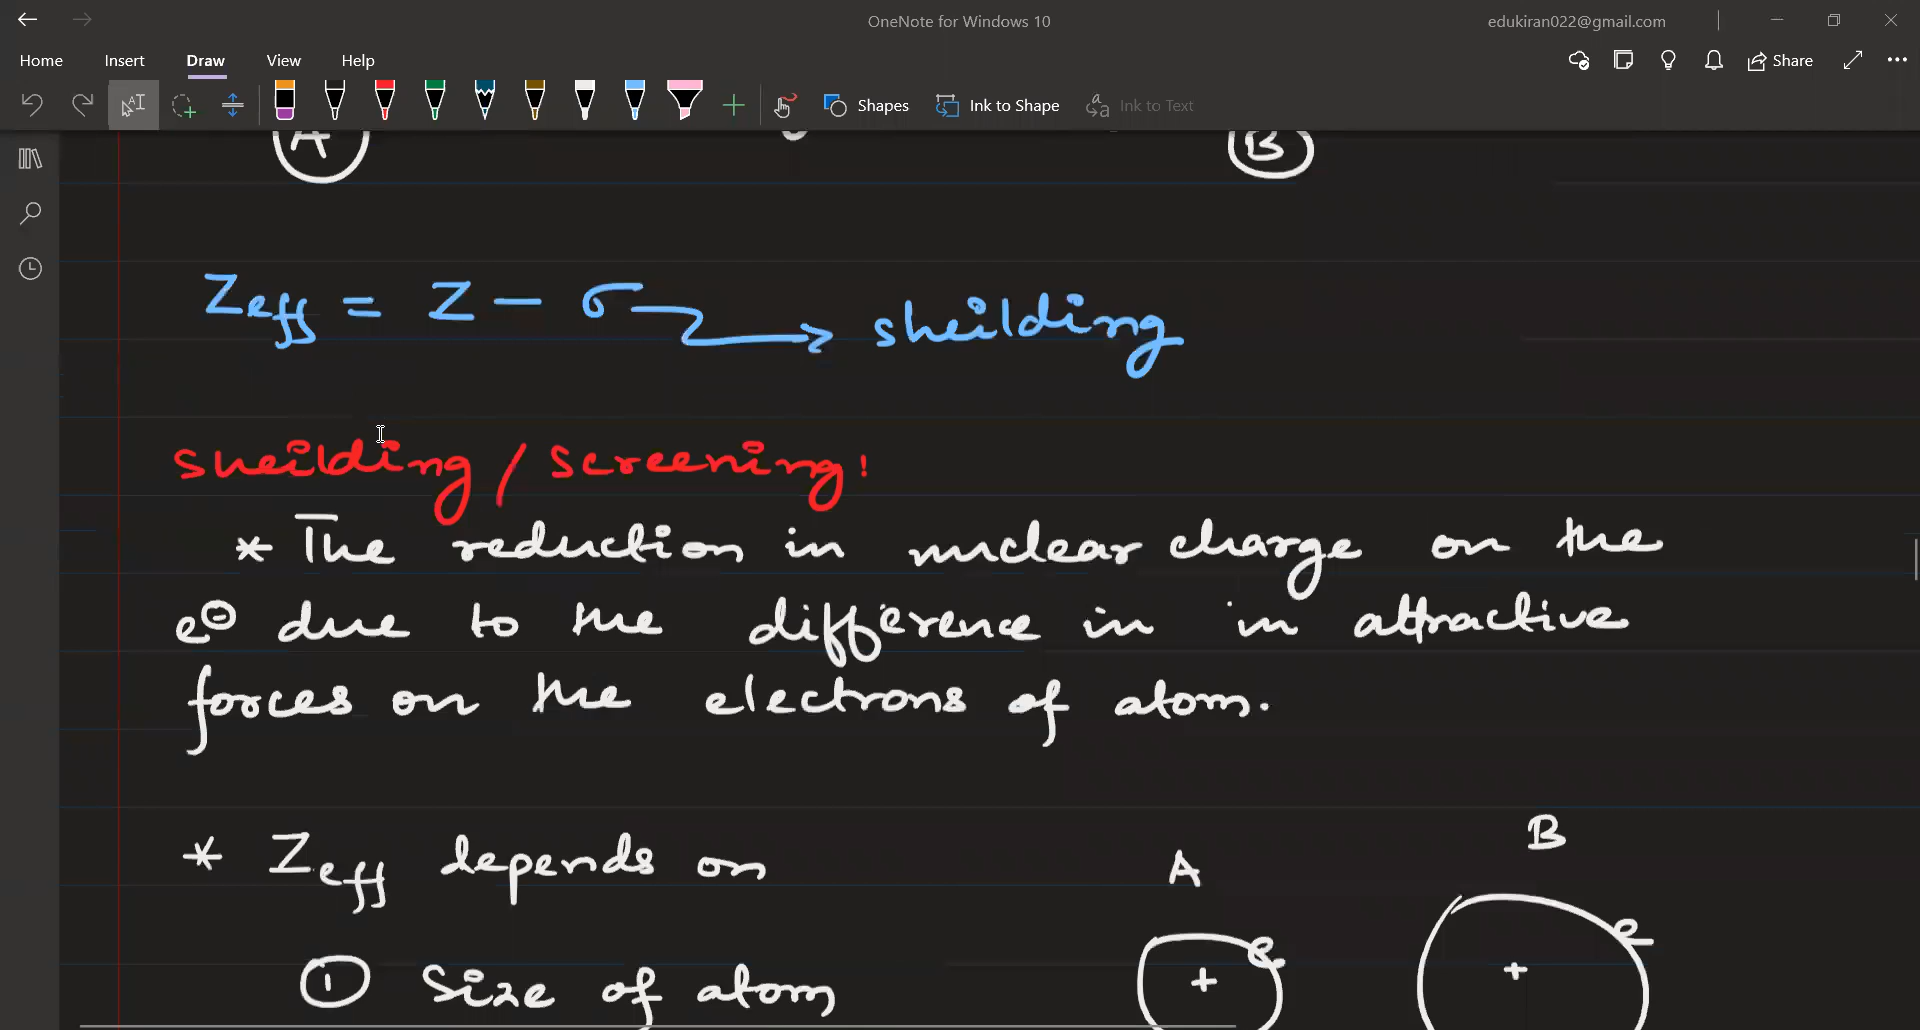 OneNote for Windows 10
edukiran022@gmail.com
Home Insert Draw View Help
Share
Shapes Ink to Shape Ink to Text
A B
Zeff = Z - σ → sheilding
sheilding / screening:
* The reduction in nuclear charge on the
e⊖ due to the difference in in attractive
forces on the electrons of atom.
B
* Zeff depends on A
① Size of atom
e e
+ +